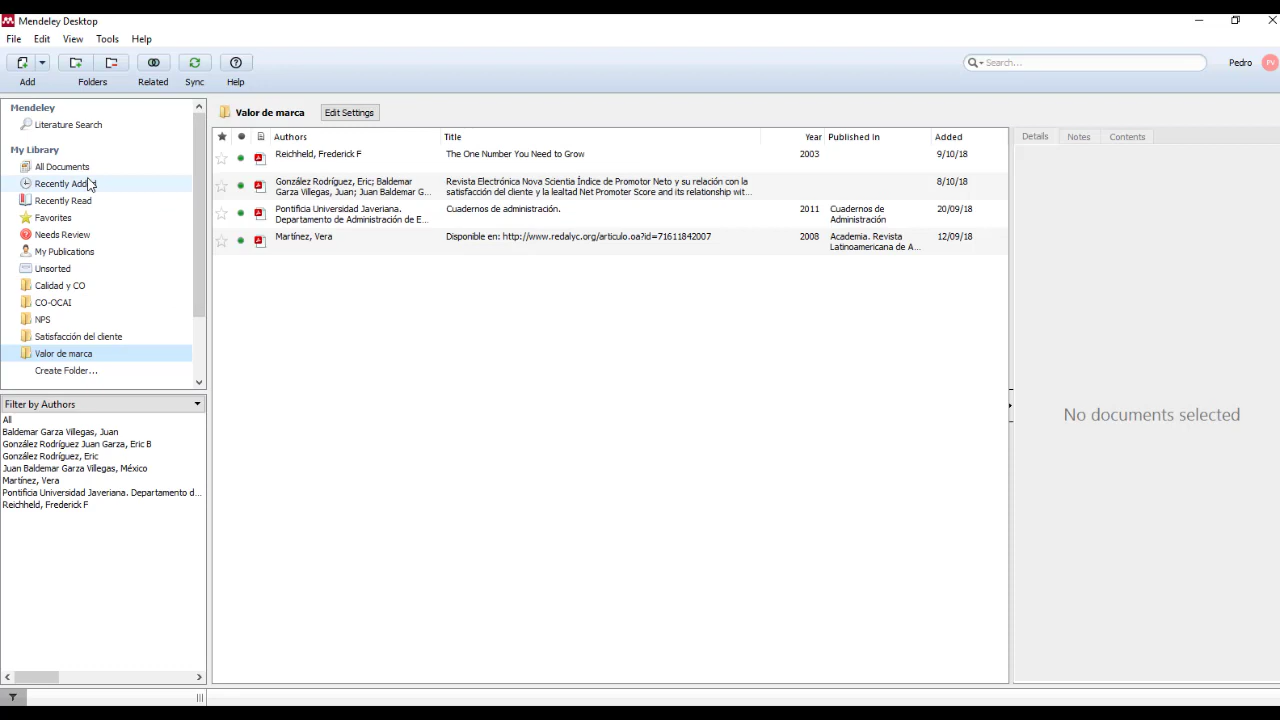 Mendeley Desktop
File Edit View Tools Help
Add Folders Related Sync Help
Search...
Pedro PV
Mendeley
Literature Search
My Library
All Documents
Recently Added
Recently Read
Favorites
Needs Review
My Publications
Unsorted
Calidad y CO
CO-OCAI
NPS
Satisfacción del cliente
Valor de marca
Create Folder...
Filter by Authors
All
Baldemar Garza Villegas, Juan
González Rodríguez Juan Garza, Eric B
González Rodríguez, Eric
Juan Baldemar Garza Villegas, México
Martínez, Vera
Pontificia Universidad Javeriana. Departamento d...
Reichheld, Frederick F
Valor de marca Edit Settings
Authors Title Year Published In Added
Reichheld, Frederick F The One Number You Need to Grow 2003 9/10/18
González Rodríguez, Eric; Baldemar Revista Electrónica Nova Scientia Índice de Promotor Neto y su relación con la 8/10/18
Garza Villegas, Juan; Juan Baldemar G... satisfacción del cliente y la lealtad Net Promoter Score and its relationship wit...
Pontificia Universidad Javeriana. Cuadernos de administración. 2011 Cuadernos de 20/09/18
Departamento de Administración de E... Administración
Martínez, Vera Disponible en: http://www.redalyc.org/articulo.oa?id=71611842007 2008 Academia. Revista 12/09/18
Latinoamericana de A...
Details Notes Contents
No documents selected